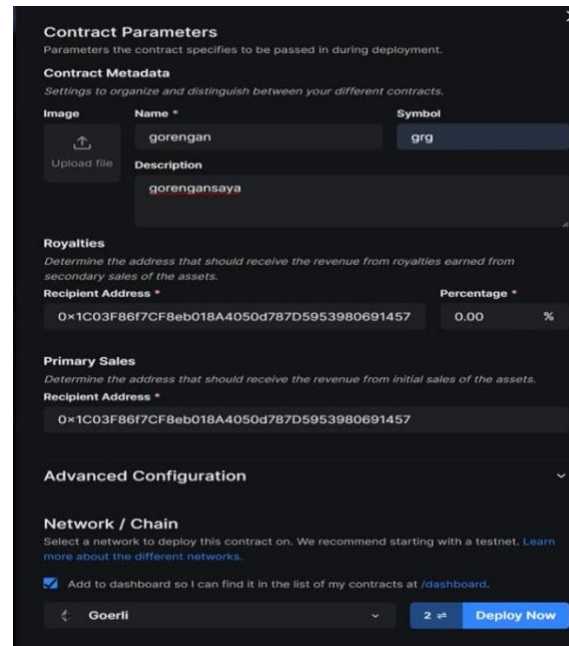 Contract Parameters
Parameters the contract specifies to be passed in during deployment.
Contract Metadata
Settings to organize and distinguish between your different contracts.
Image Name * Symbol
gorengan grg
Upload file Description
gorengansaya
Royalties
Determine the address that should receive the revenue from royalties earned from
secondary sales of the assets.
Recipient Address * Percentage *
0x1C03F86f7CF8eb018A4050d787D5953980691457 0.00 %
Primary Sales
Determine the address that should receive the revenue from initial sales of the assets.
Recipient Address *
0x1C03F86f7CF8eb018A4050d787D5953980691457
Advanced Configuration
Network / Chain
Select a network to deploy this contract on. We recommend starting with a testnet. Learn
more about the different networks.
Add to dashboard so I can find it in the list of my contracts at /dashboard.
Goerli 2 ⇌ Deploy Now